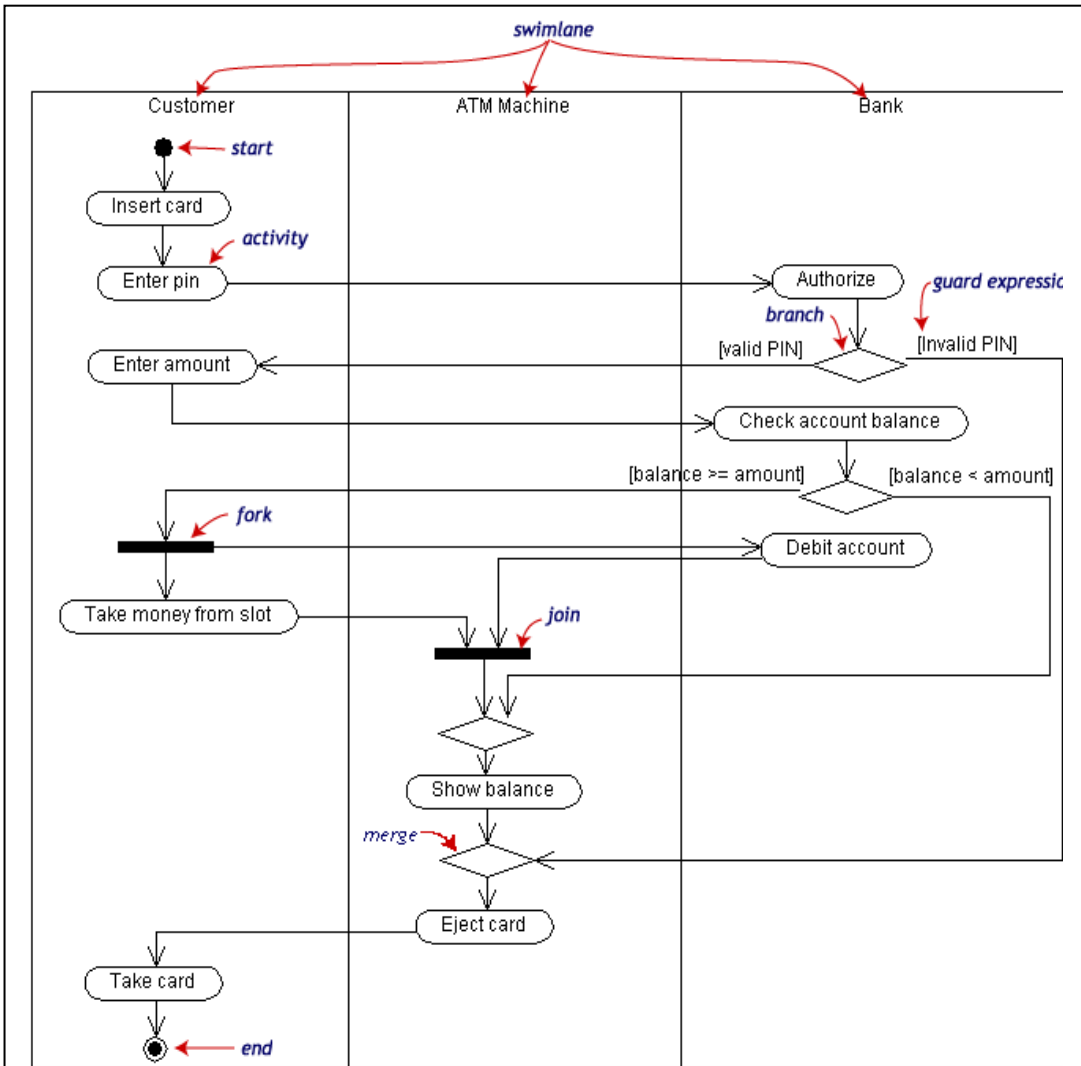 swimlane
Customer
ATM Machine
Bank
start
Insert card
activity
Enter pin
Authorize
guard expressio
branch
[valid PIN]
[Invalid PIN]
Enter amount
Check account balance
[balance >= amount]
[balance < amount]
fork
Debit account
Take money from slot
join
Show balance
merge
Eject card
Take card
end